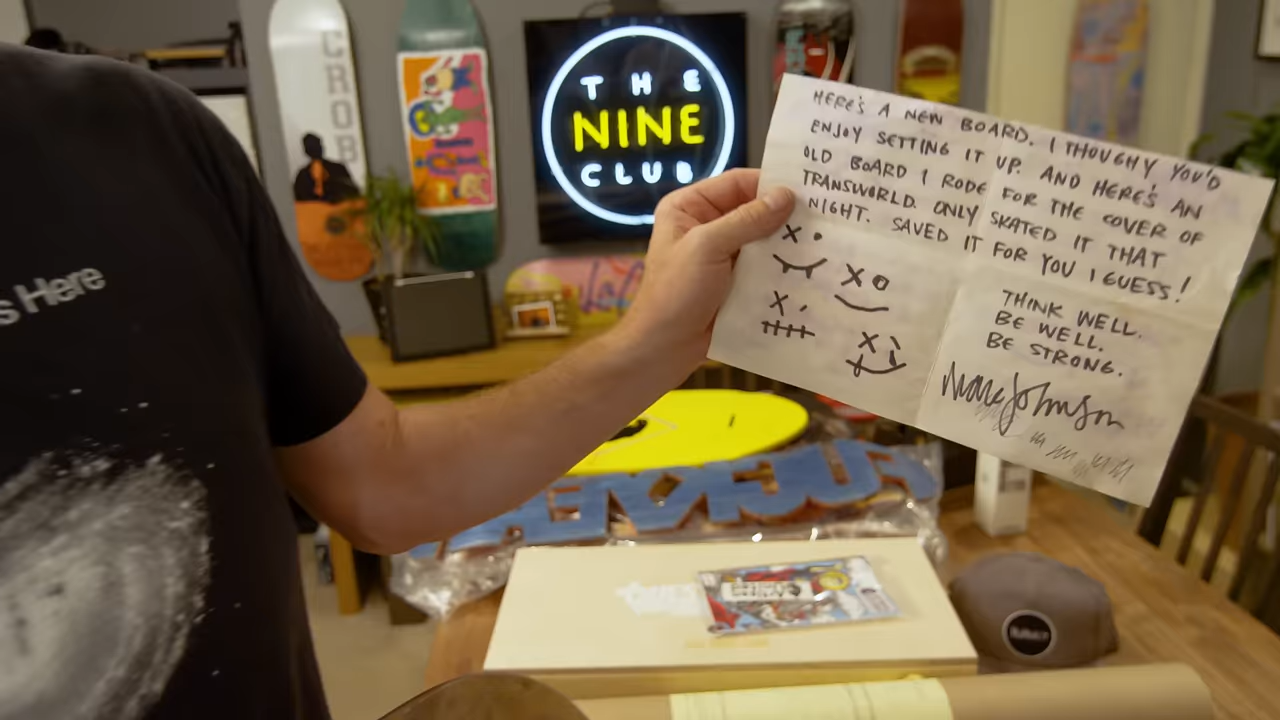 CROB
THE
NINE
CLUB
s Here
HERE'S A NEW BOARD. I THOUGHY YOU'D
ENJOY SETTING IT UP. AND HERE'S AN
OLD BOARD I RODE FOR THE COVER OF
TRANSWORLD. ONLY SKATED IT THAT
NIGHT. SAVED IT FOR YOU I GUESS!
THINK WELL.
BE WELL.
BE STRONG.
Marc Johnson